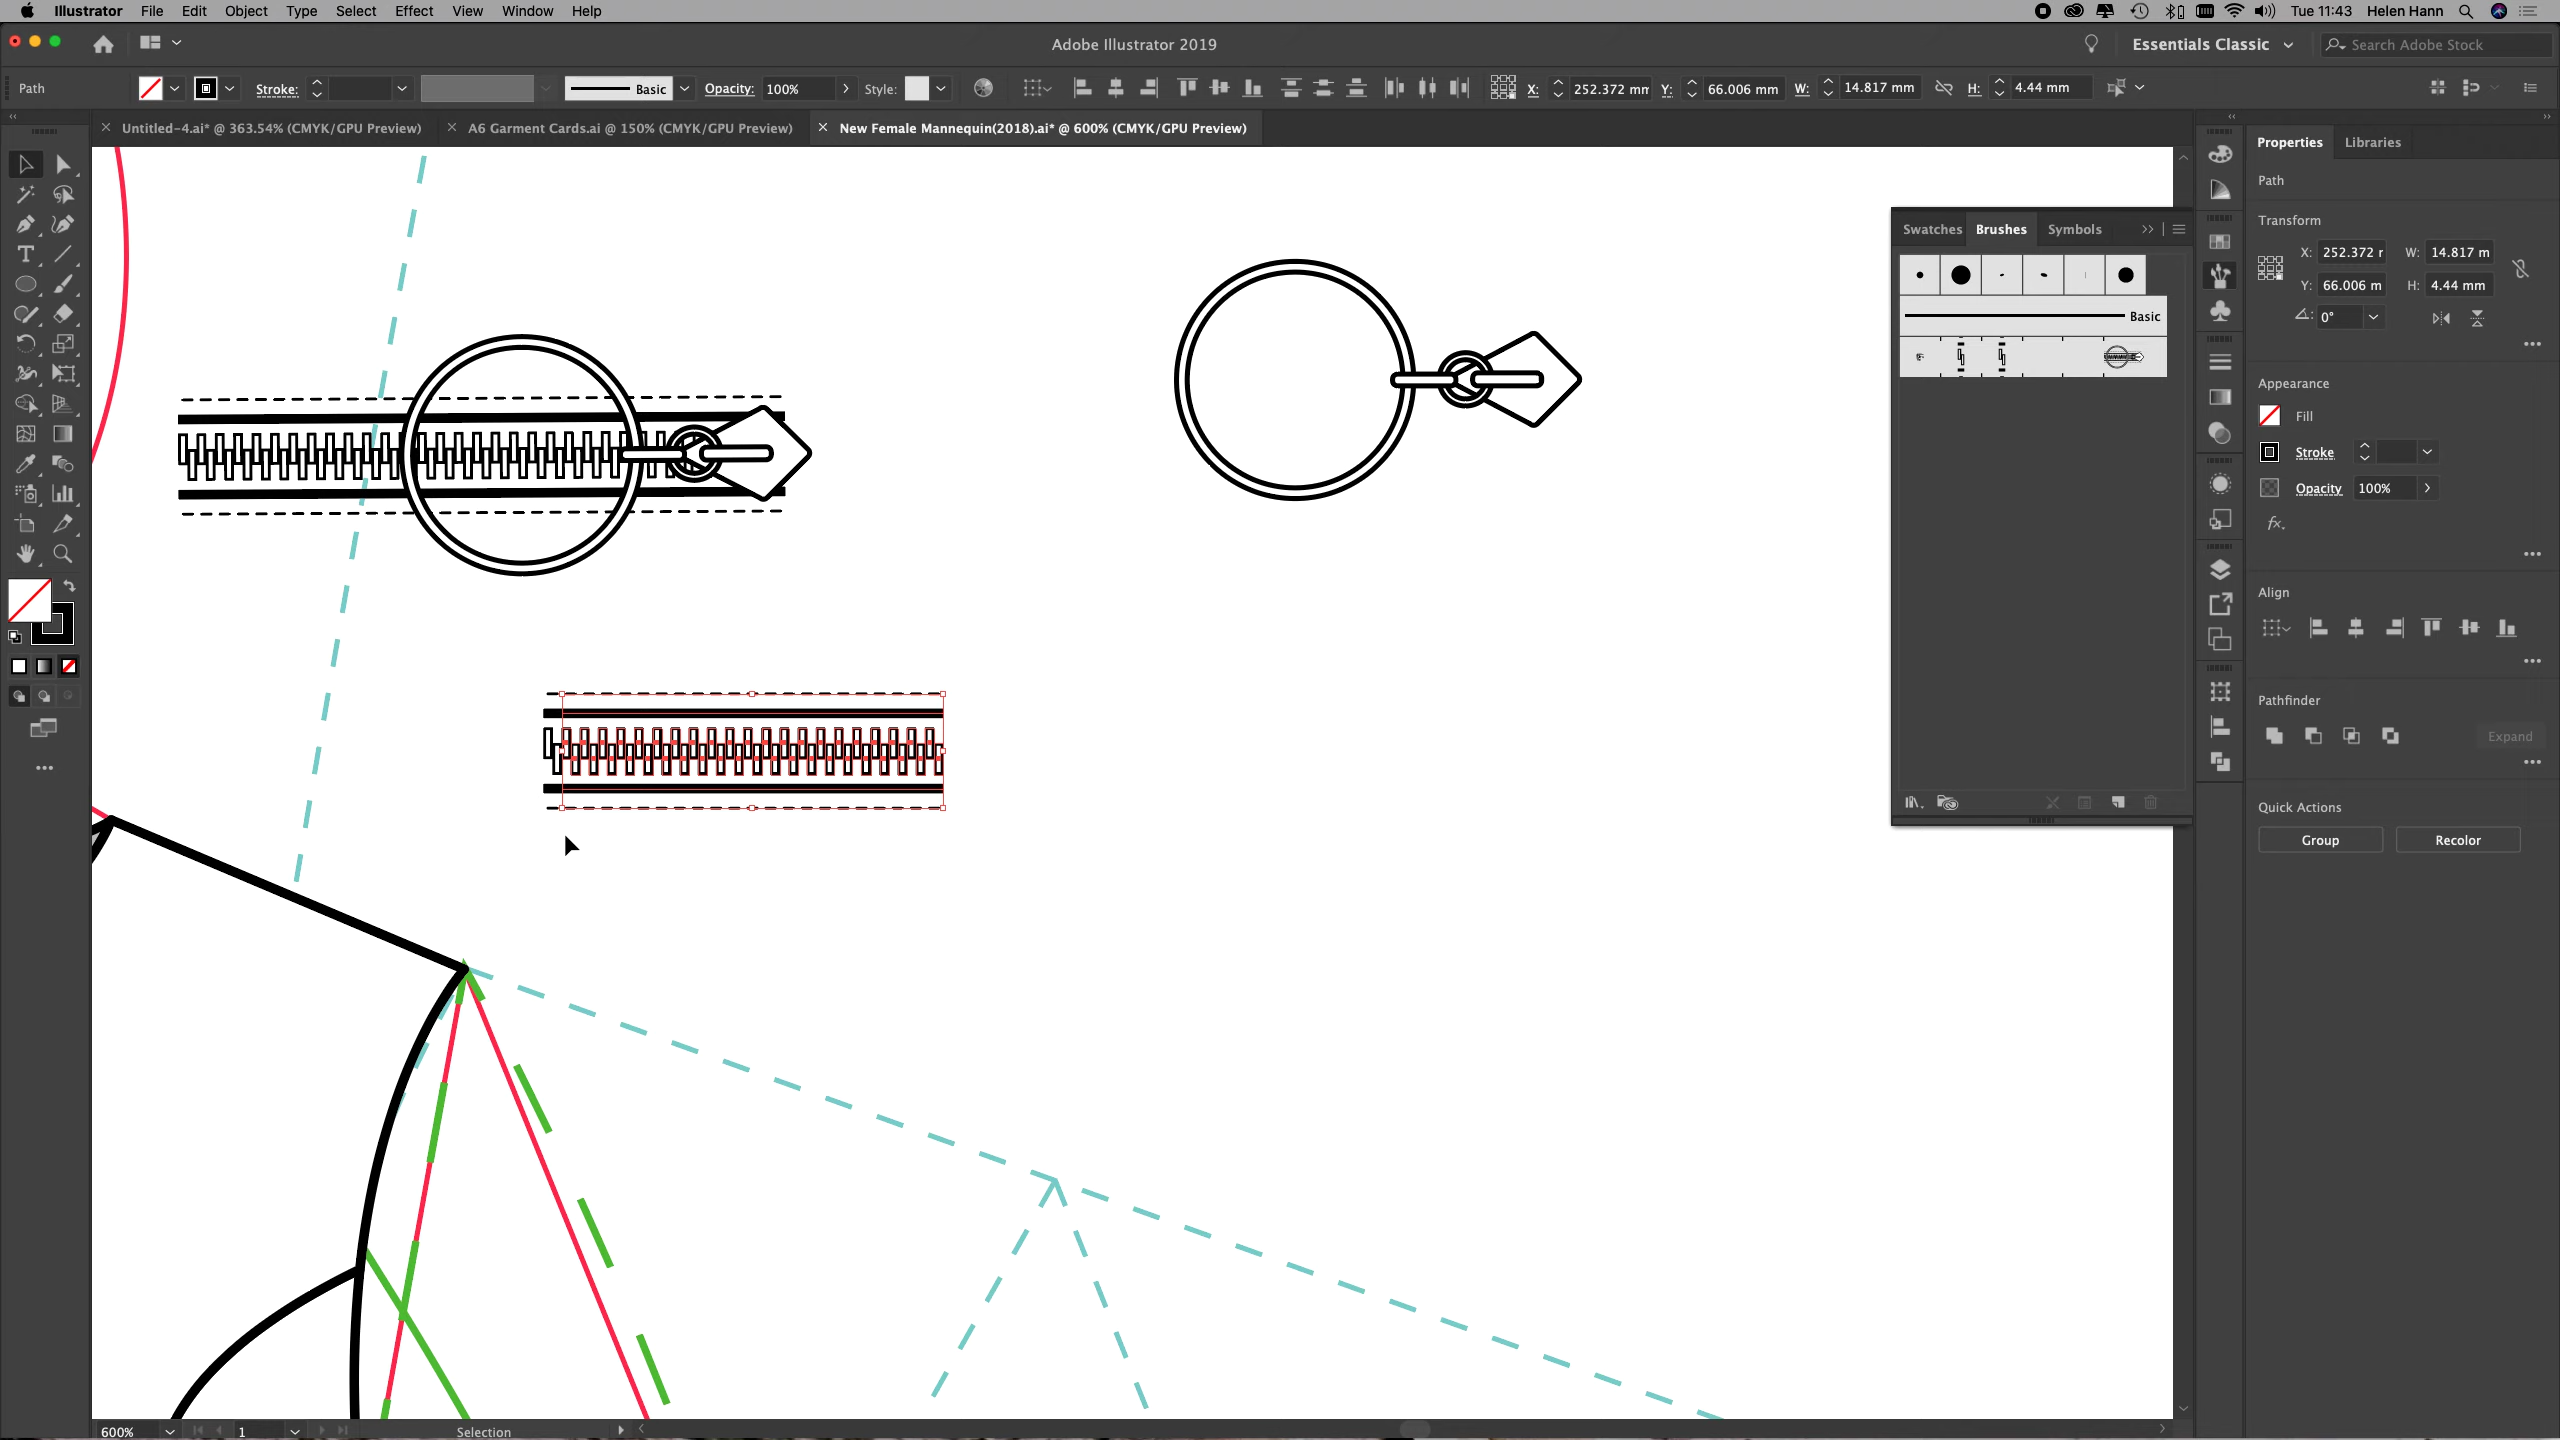 Illustrator File Edit Object Type Select Effect View Window Help Tue 11:43 Helen Hann
Adobe Illustrator 2019 Essentials Classic Search Adobe Stock
Path Stroke: Basic Opacity: 100% Style: X: 252.372 mm Y: 66.006 mm W: 14.817 mm H: 4.44 mm
Untitled-4.ai* @ 363.54% (CMYK/GPU Preview) A6 Garment Cards.ai @ 150% (CMYK/GPU Preview) New Female Mannequin(2018).ai* @ 600% (CMYK/GPU Preview)
Properties Libraries
Path
Transform
X: 252.372 W: 14.817 m
Y: 66.006 m H: 4.44 mm
0°
Appearance
Fill
Stroke
Opacity 100%
fx
Align
Pathfinder
Expand
Quick Actions
Group Recolor
Swatches Brushes Symbols
Basic
600% 1 Selection